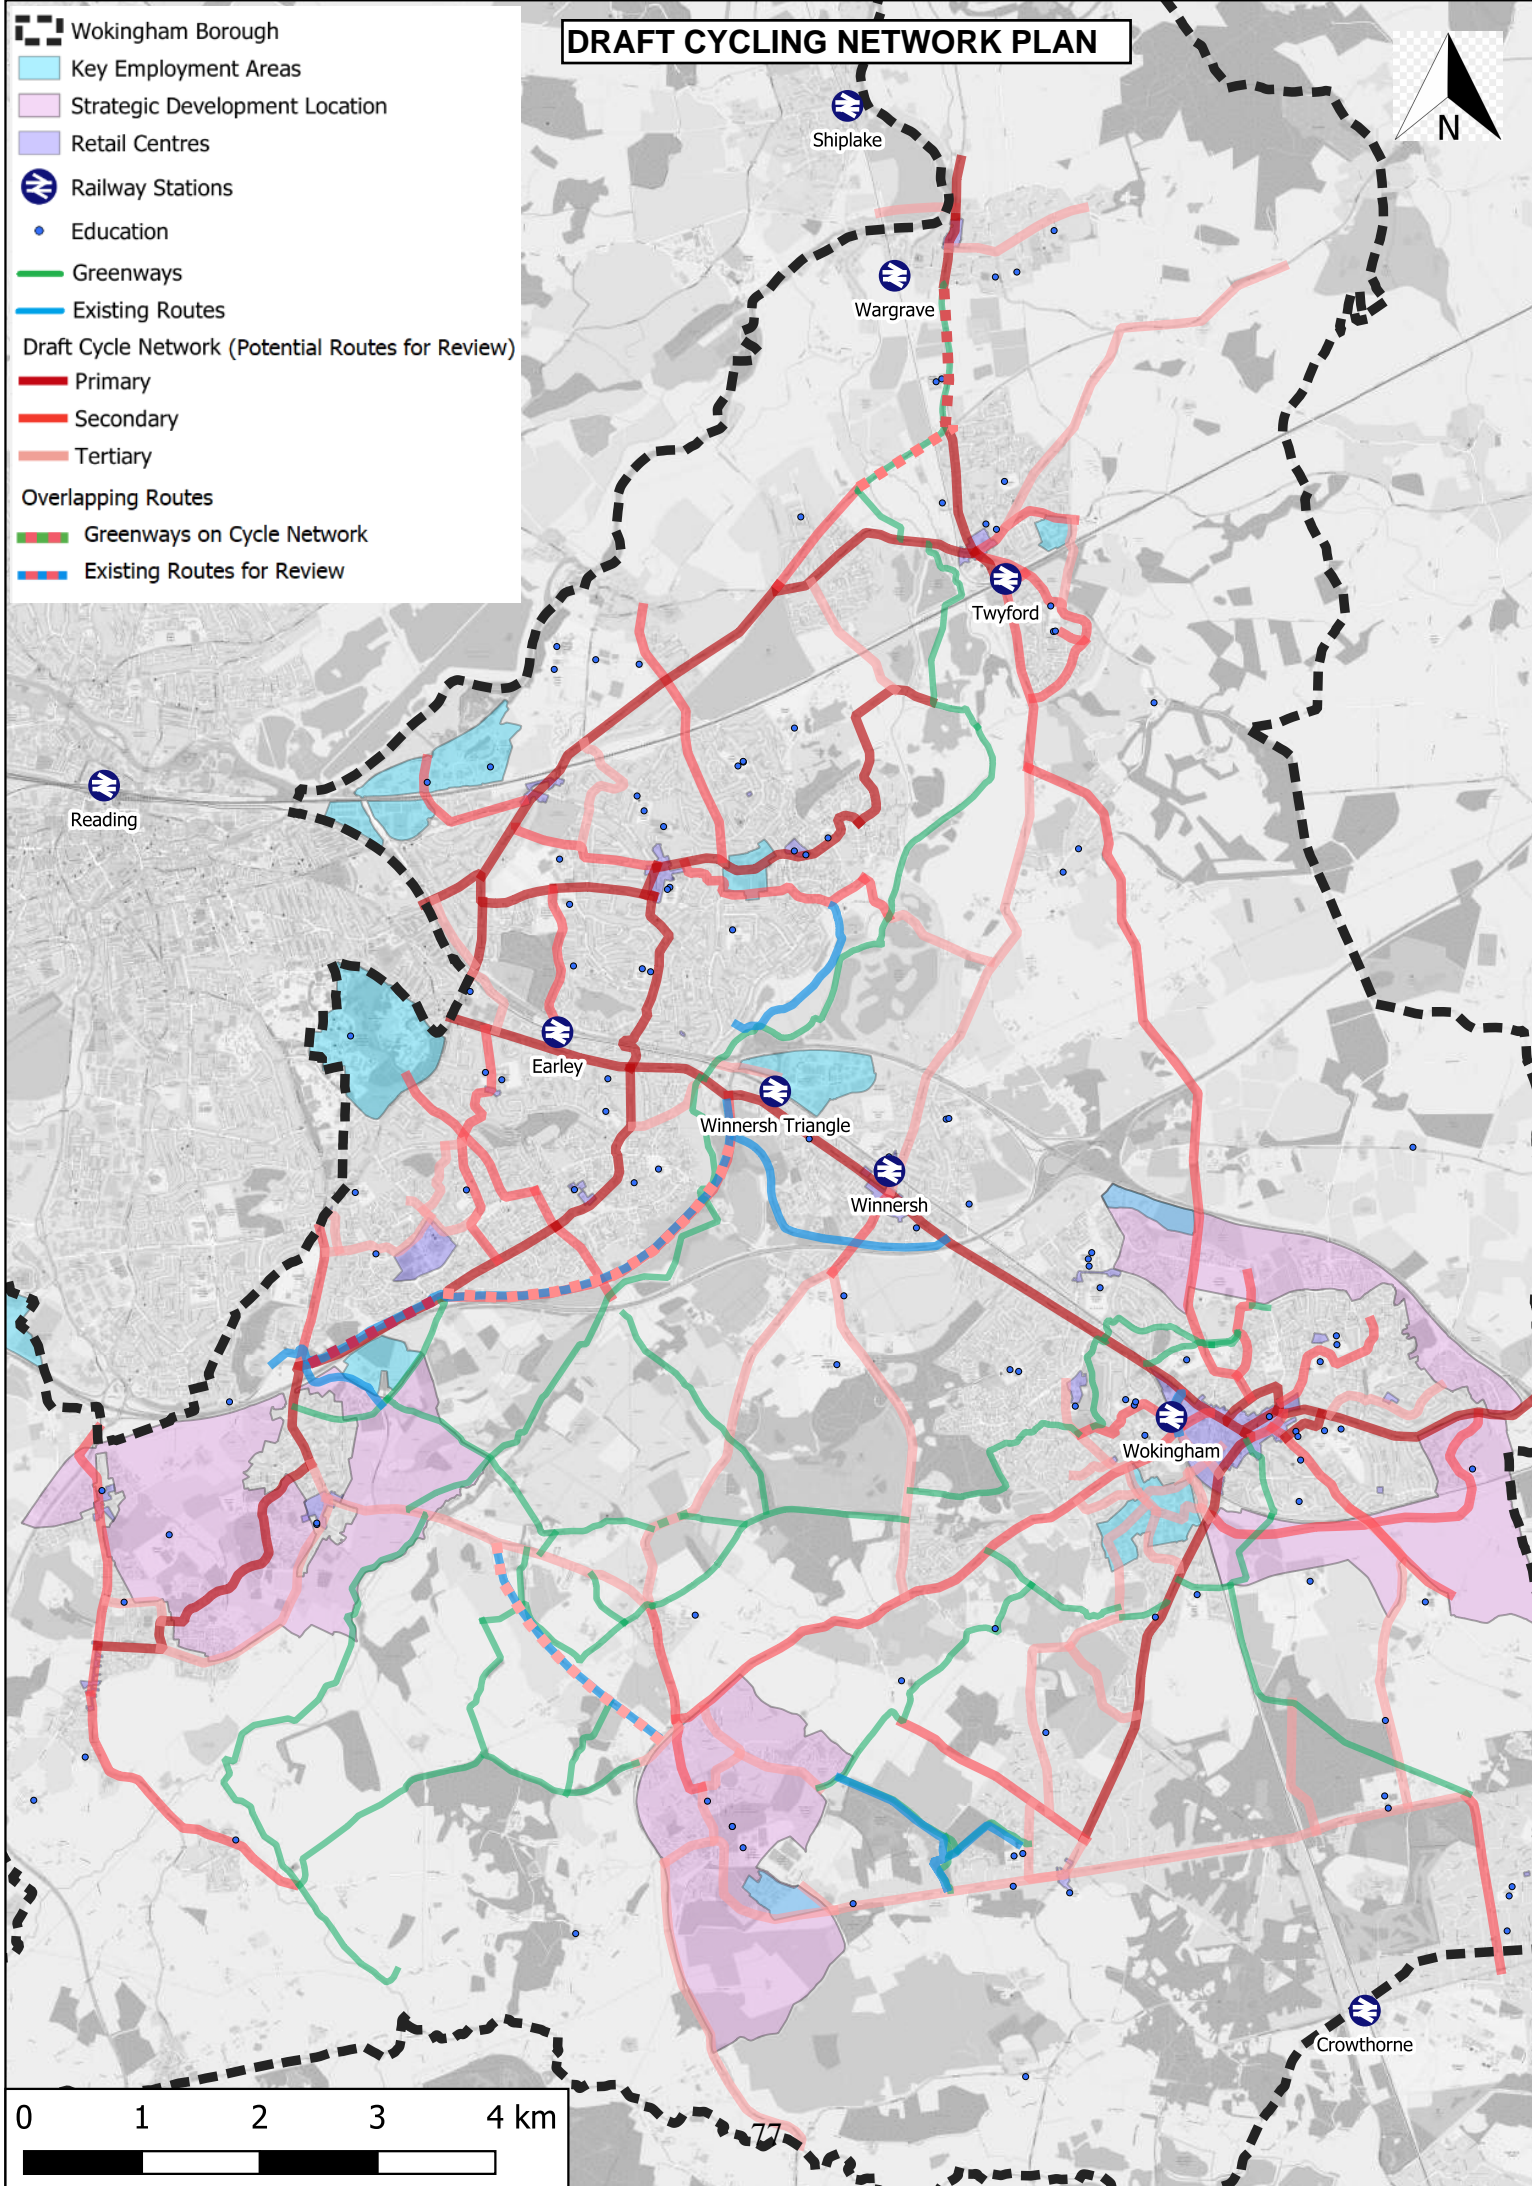 DRAFT CYCLING NETWORK PLAN
Wokingham Borough
Key Employment Areas
Strategic Development Location
Retail Centres
Railway Stations
Education
Greenways
Existing Routes
Draft Cycle Network (Potential Routes for Review)
Primary
Secondary
Tertiary
Overlapping Routes
Greenways on Cycle Network
Existing Routes for Review
N
Shiplake
Wargrave
Twyford
Reading
Earley
Winnersh Triangle
Winnersh
Wokingham
Crowthorne
0 1 2 3 4 km
77